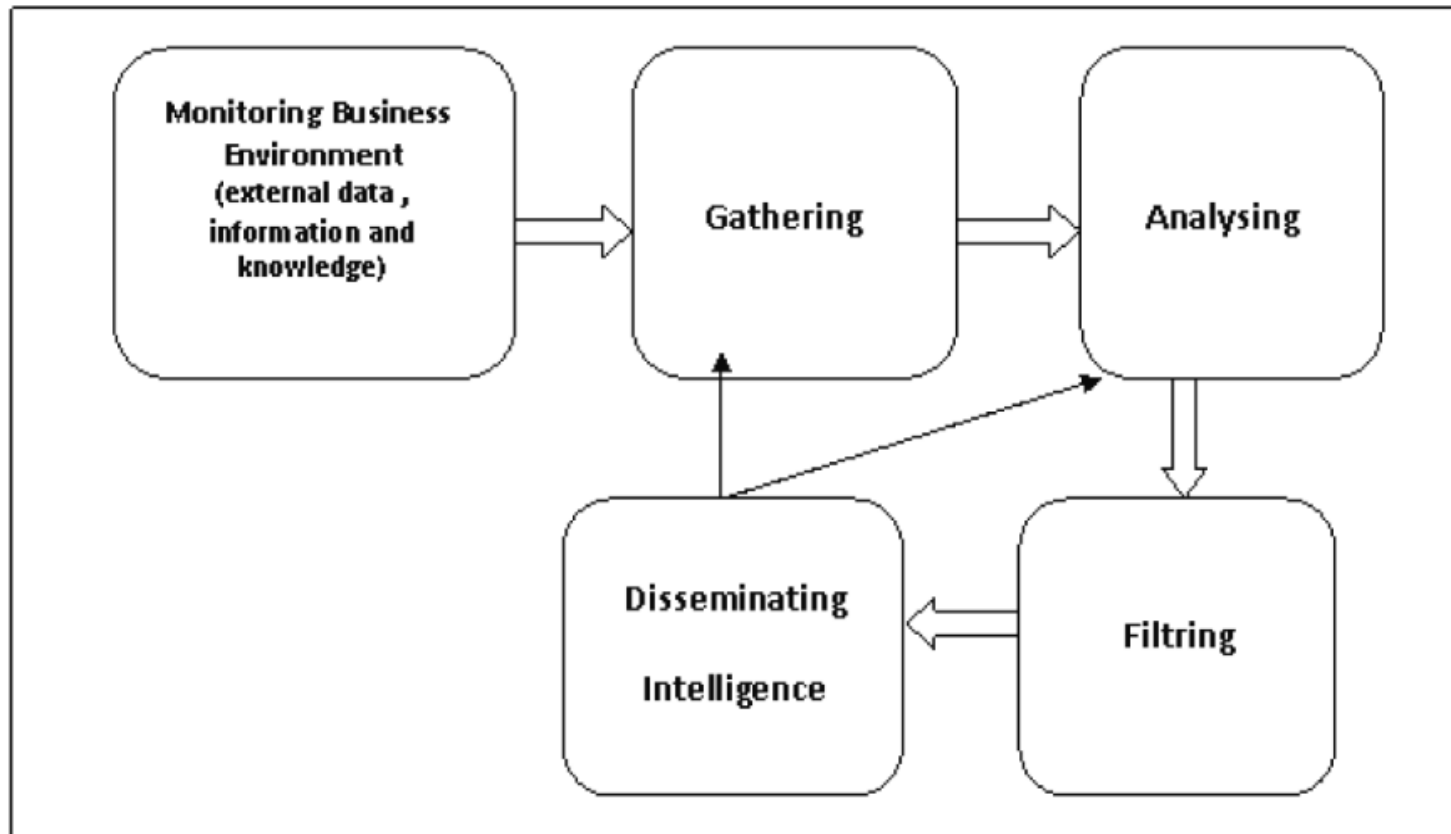 Monitoring Business
Environment
(external data ,
information and
knowledge)
Gathering
Analysing
Disseminating
Intelligence
Filtring